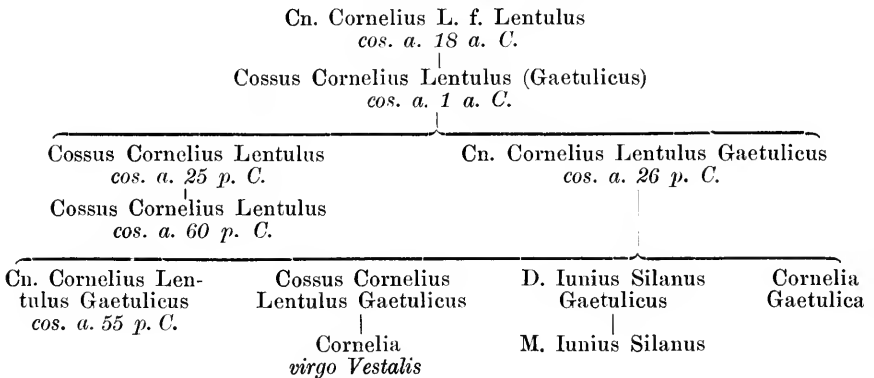 Cn. Cornelius L. f. Lentulus
cos. a. 18 a. C.
Cossus Cornelius Lentulus (Gaetulicus)
cos. a. 1 a. C.
Cossus Cornelius Lentulus
cos. a. 25 p. C.
Cossus Cornelius Lentulus
cos. a. 60 p. C.
Cn. Cornelius Lentulus Gaetulicus
cos. a. 26 p. C.
Cn. Cornelius Len-
tulus Gaetulicus
cos. a. 55 p. C.
Cossus Cornelius
Lentulus Gaetulicus
Cornelia
virgo Vestalis
D. Iunius Silanus
Gaetulicus
M. Iunius Silanus
Cornelia
Gaetulica